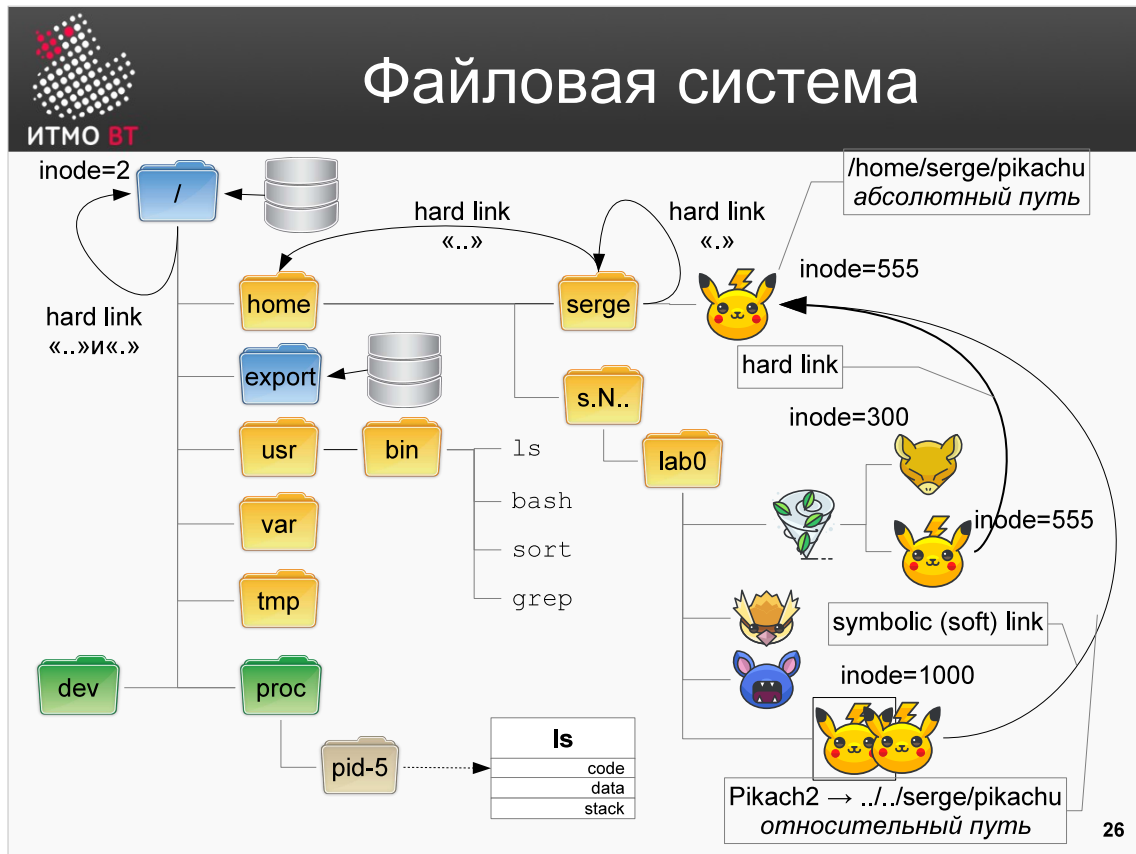 Файловая система
ИТМО ВТ
inode=2
/
/home/serge/pikachu
абсолютный путь
hard link
«..»
hard link
«.»
inode=555
home
serge
hard link
«..»и«.»
hard link
export
s.N..
inode=300
usr
bin
ls
lab0
bash
var
inode=555
sort
tmp
grep
symbolic (soft) link
inode=1000
dev
proc
ls
pid-5
code
data
stack
Pikach2 → ../../serge/pikachu
относительный путь
26